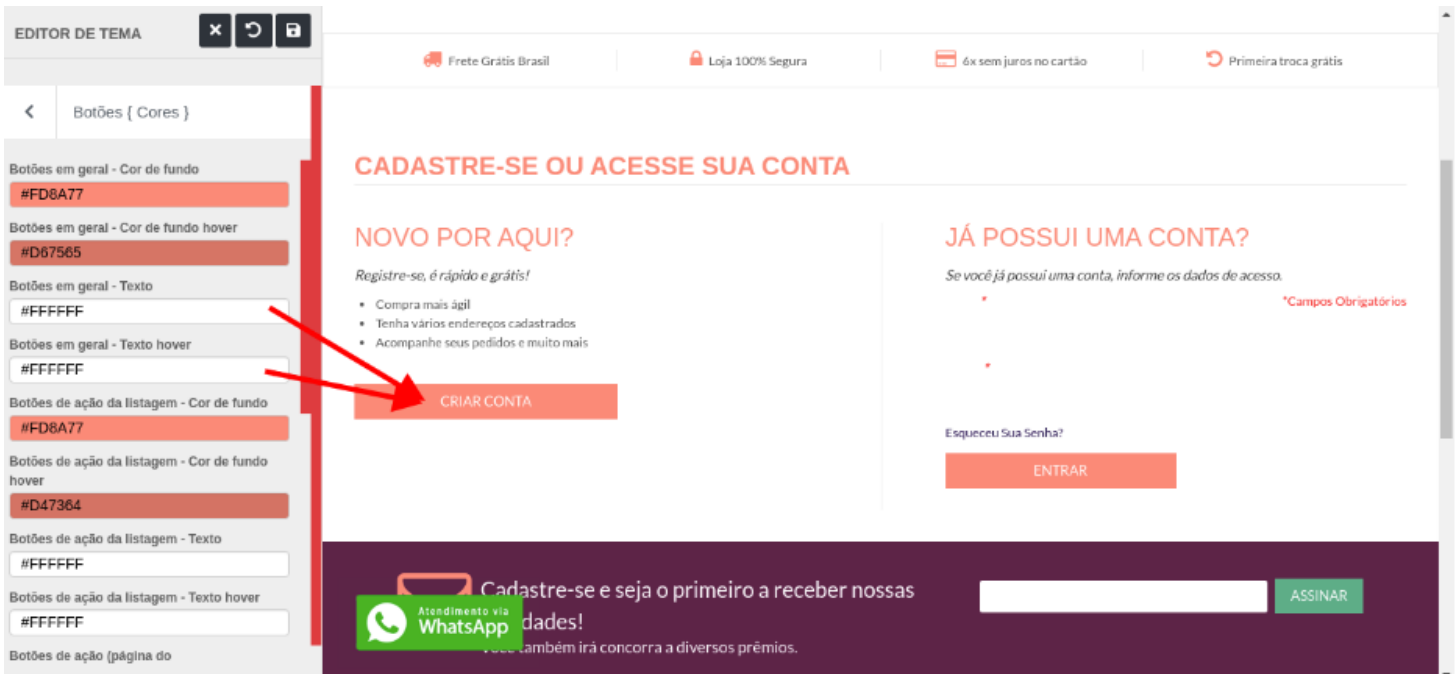 EDITOR DE TEMA
Botões { Cores }
Botões em geral - Cor de fundo
#FD8A77
Botões em geral - Cor de fundo hover
#D67565
Botões em geral - Texto
#FFFFFF
Botões em geral - Texto hover
#FFFFFF
Botões de ação da listagem - Cor de fundo
#FD8A77
Botões de ação da listagem - Cor de fundo
hover
#D47364
Botões de ação da listagem - Texto
#FFFFFF
Botões de ação da listagem - Texto hover
#FFFFFF
Botões de ação (página do
Frete Grátis Brasil
Loja 100% Segura
6x sem juros no cartão
Primeira troca grátis
CADASTRE-SE OU ACESSE SUA CONTA
NOVO POR AQUI?
Registre-se, é rápido e grátis!
• Compra mais ágil
• Tenha vários endereços cadastrados
• Acompanhe seus pedidos e muito mais
CRIAR CONTA
JÁ POSSUI UMA CONTA?
Se você já possui uma conta, informe os dados de acesso.
* *Campos Obrigatórios
*
Esqueceu Sua Senha?
ENTRAR
Cadastre-se e seja o primeiro a receber nossas
dades!
também irá concorra a diversos prêmios.
Atendimento via
WhatsApp
ASSINAR